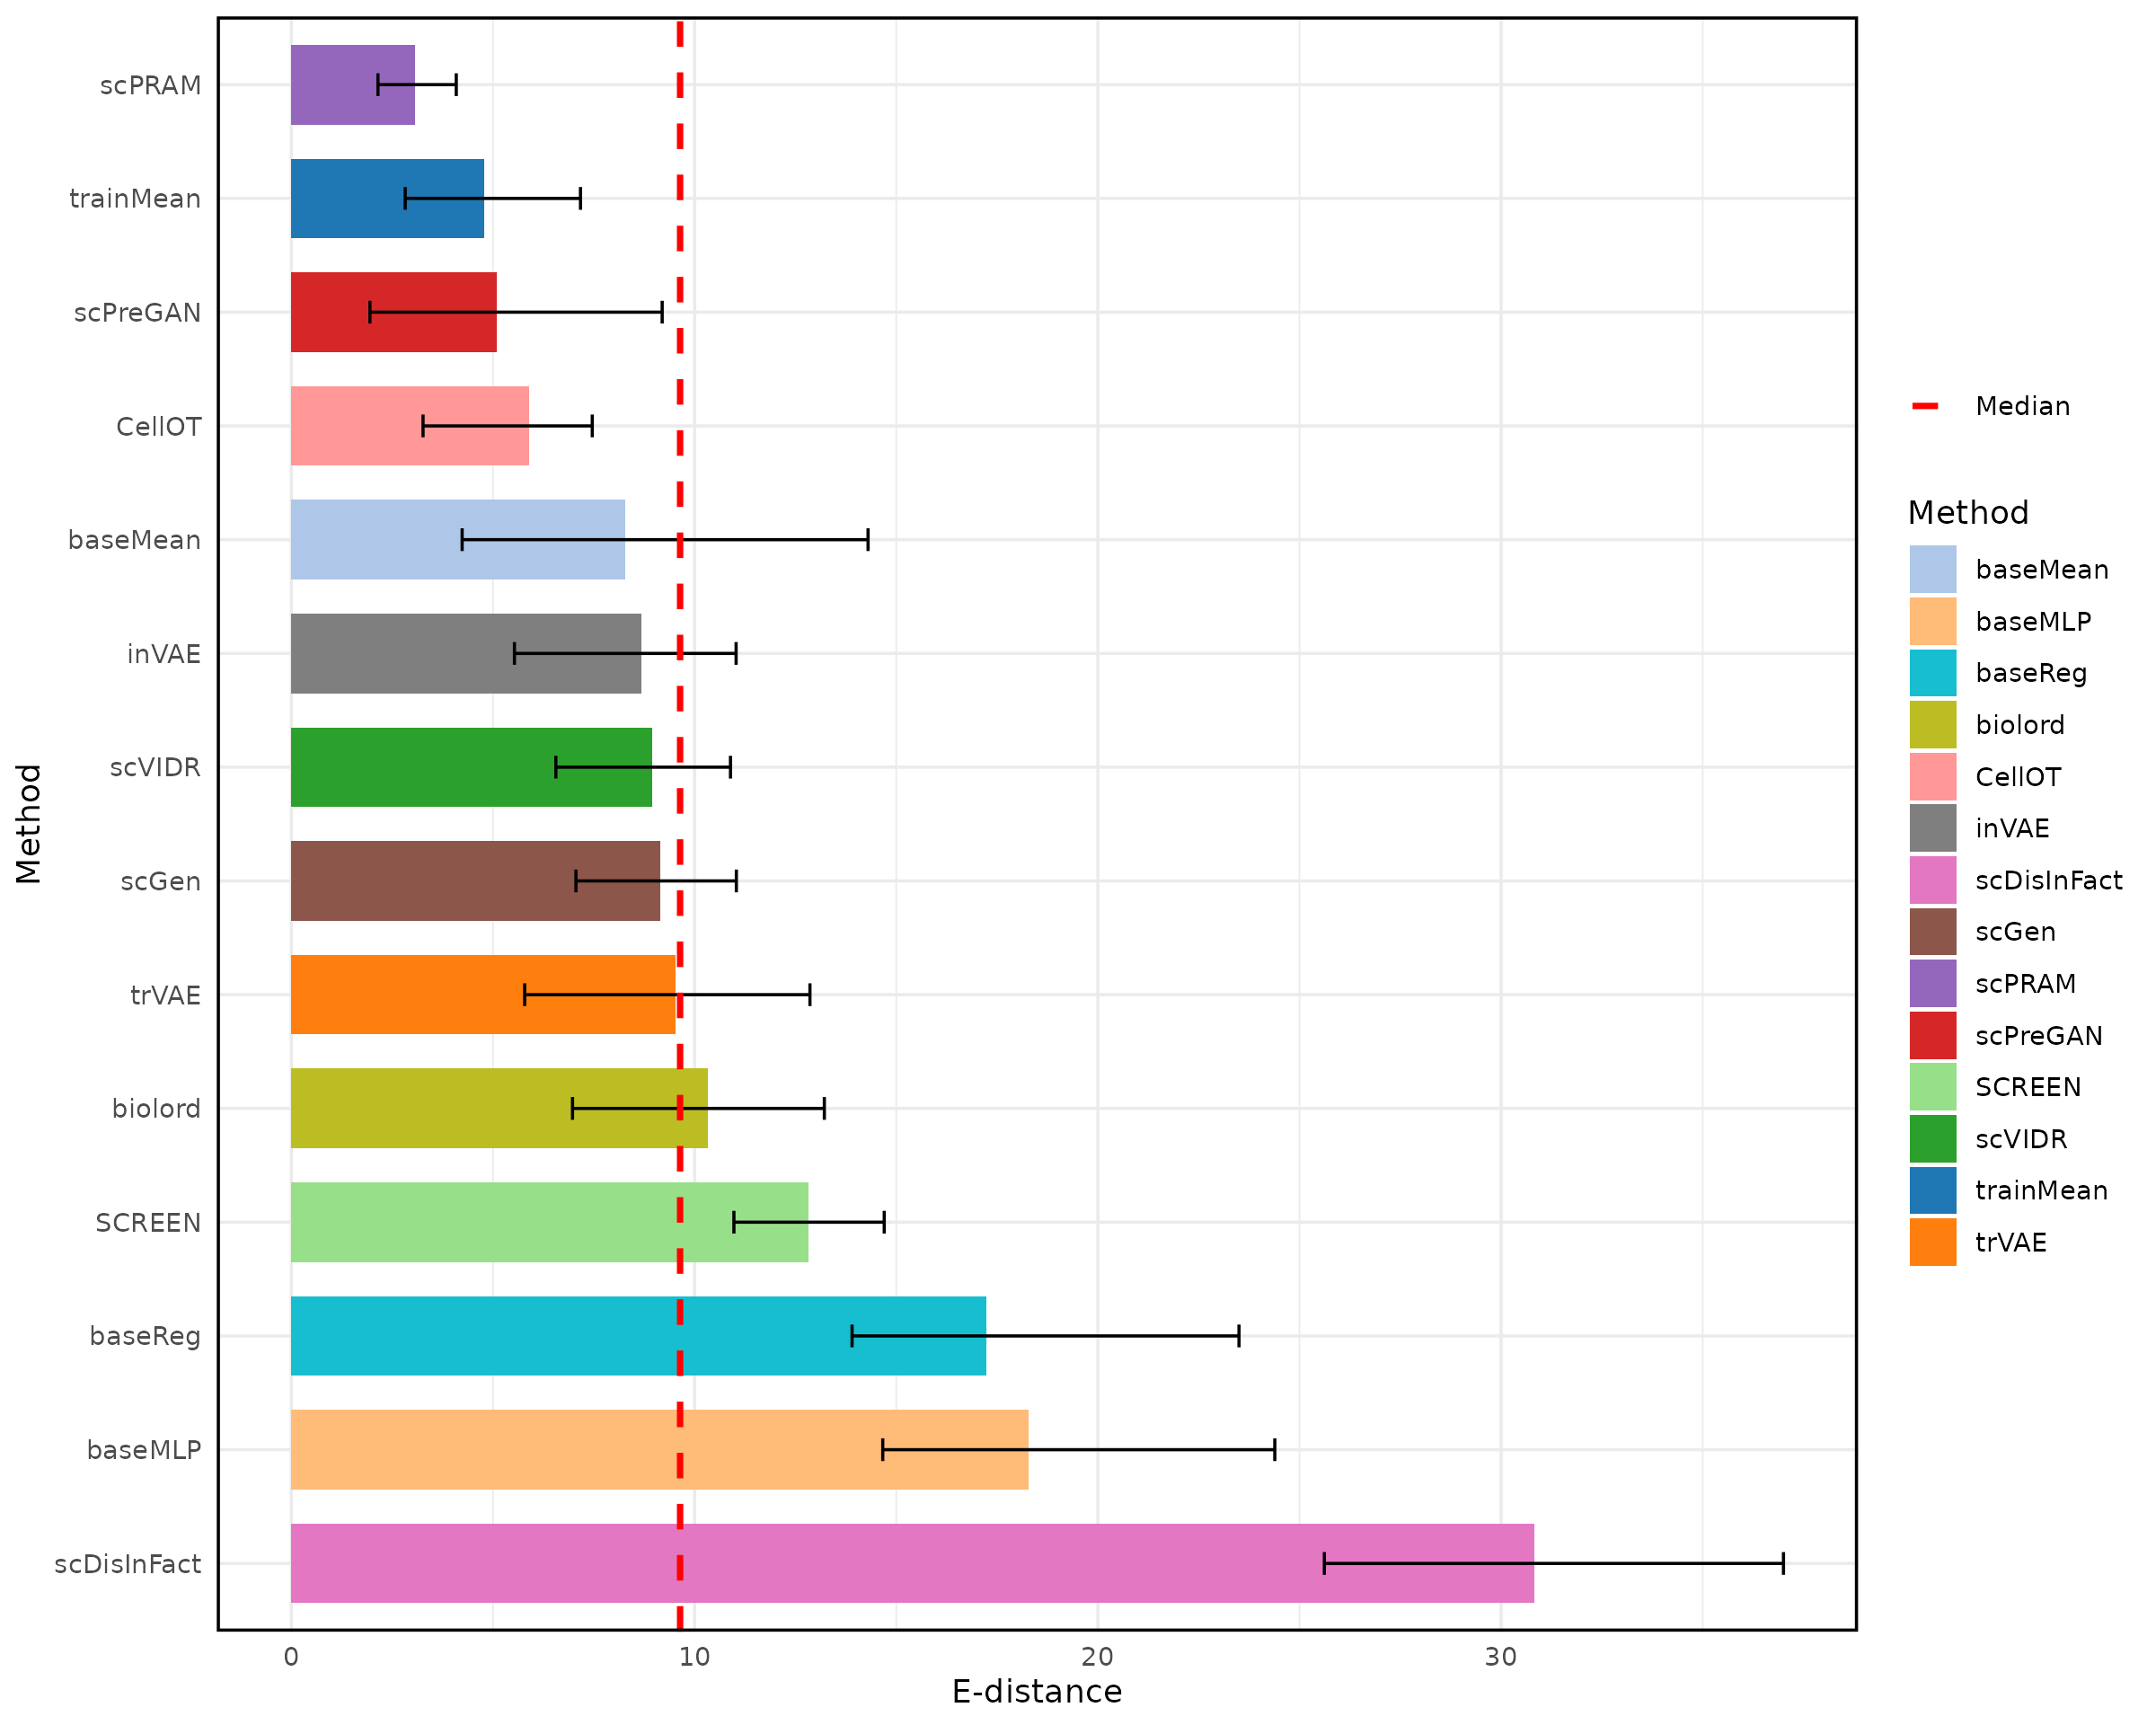 Method
scPRAM
trainMean
scPreGAN
CellOT
baseMean
inVAE
scVIDR
scGen
trVAE
biolord
SCREEN
baseReg
baseMLP
scDisInFact
0 10 20 30
E-distance
Median
Method
baseMean
baseMLP
baseReg
biolord
CellOT
inVAE
scDisInFact
scGen
scPRAM
scPreGAN
SCREEN
scVIDR
trainMean
trVAE